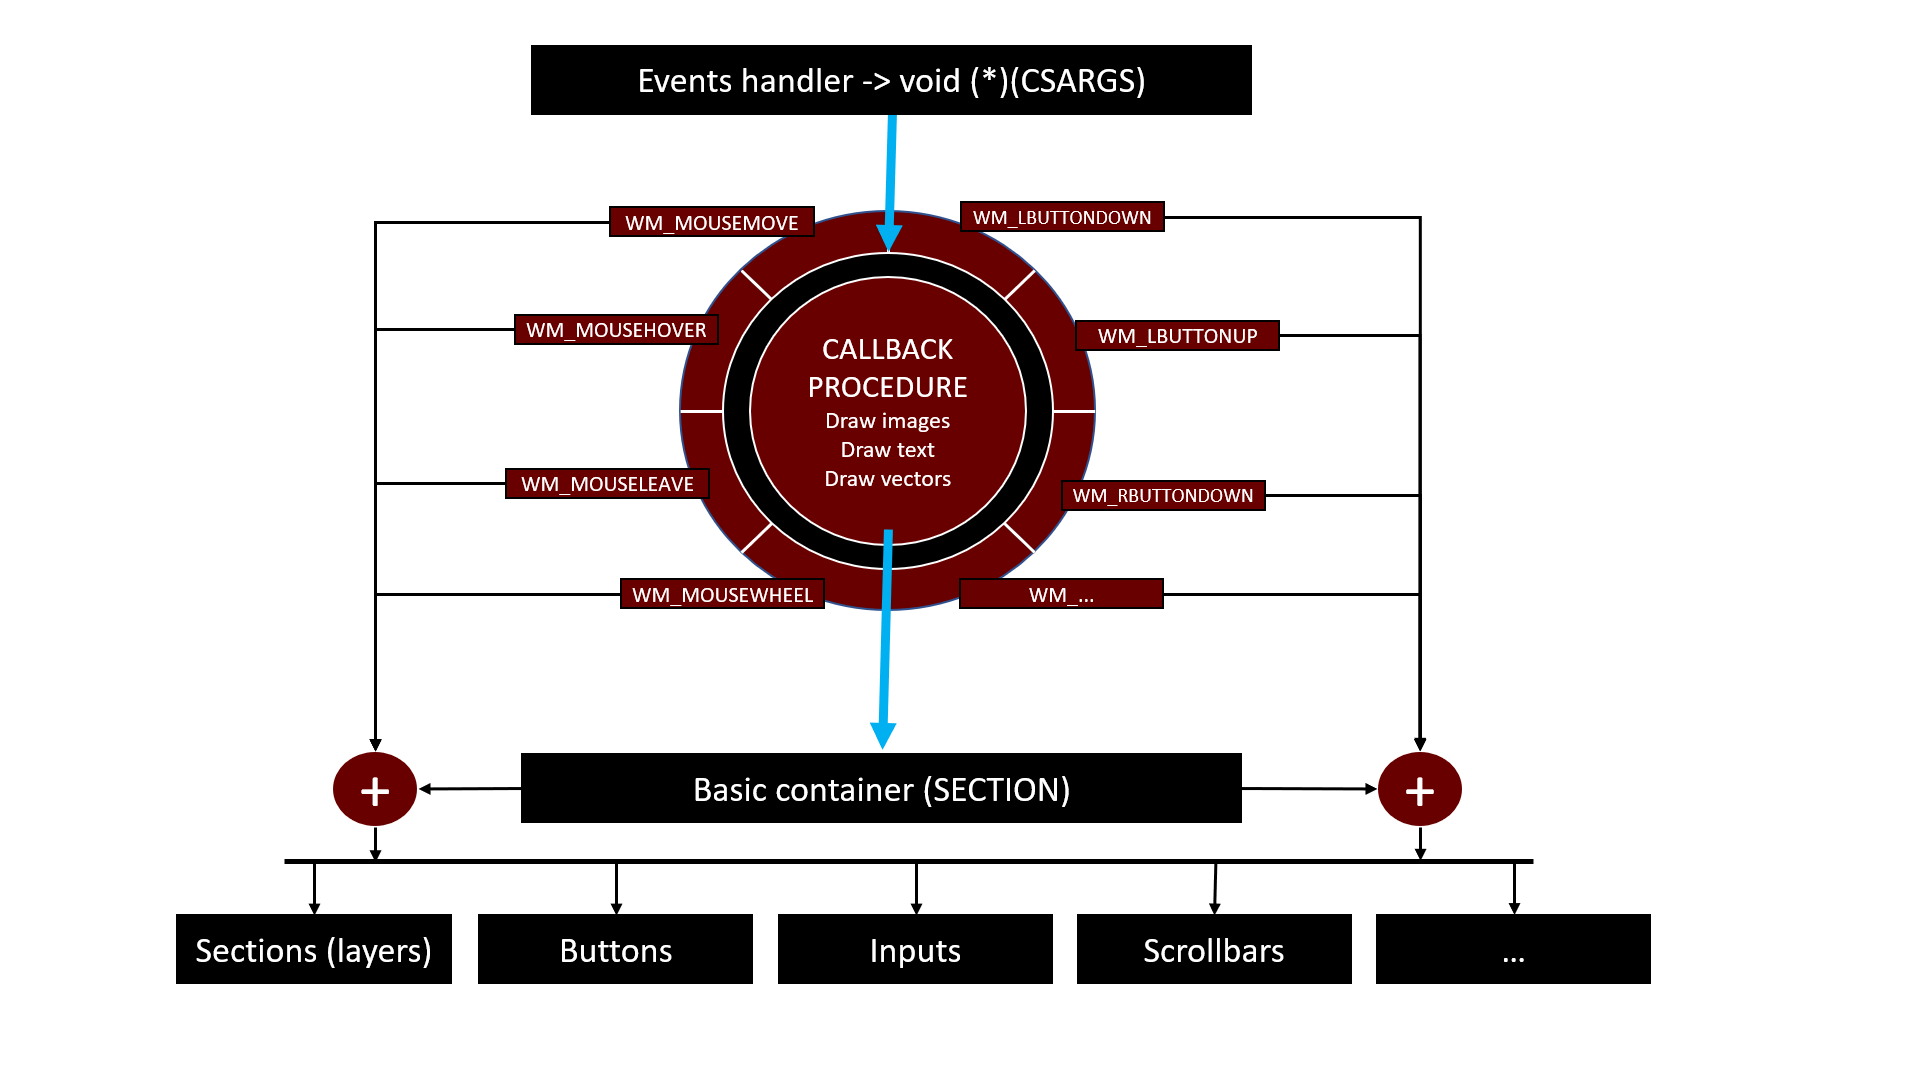 Events handler -> void (*)(CSARGS)
WM_MOUSEMOVE
WM_LBUTTONDOWN
WM_MOUSEHOVER
WM_LBUTTONUP
CALLBACK
PROCEDURE
Draw images
Draw text
Draw vectors
WM_MOUSELEAVE
WM_RBUTTONDOWN
WM_MOUSEWHEEL
WM_...
+
Basic container (SECTION)
+
Sections (layers)
Buttons
Inputs
Scrollbars
...